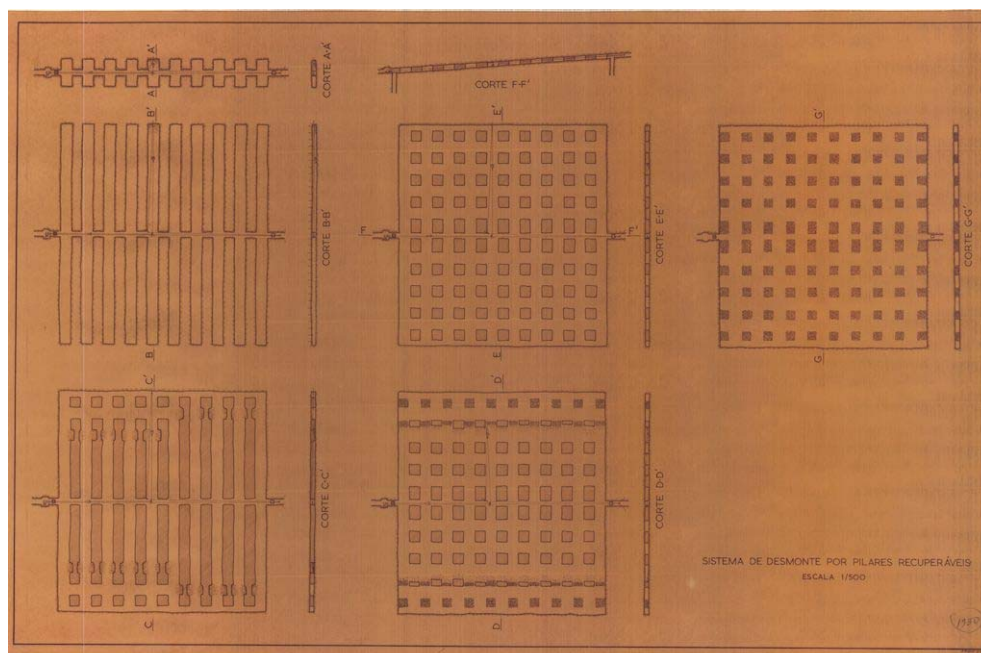 A'
CORTE A-A'
A
B'
CORTE B-B'
B
CORTE F-F'
E'
F
F'
CORTE E-E'
E
G'
CORTE G-G'
G
C'
CORTE C-C'
C
D'
CORTE D-D'
D
SISTEMA DE DESMONTE POR PILARES RECUPERÁVEIS
ESCALA 1/500